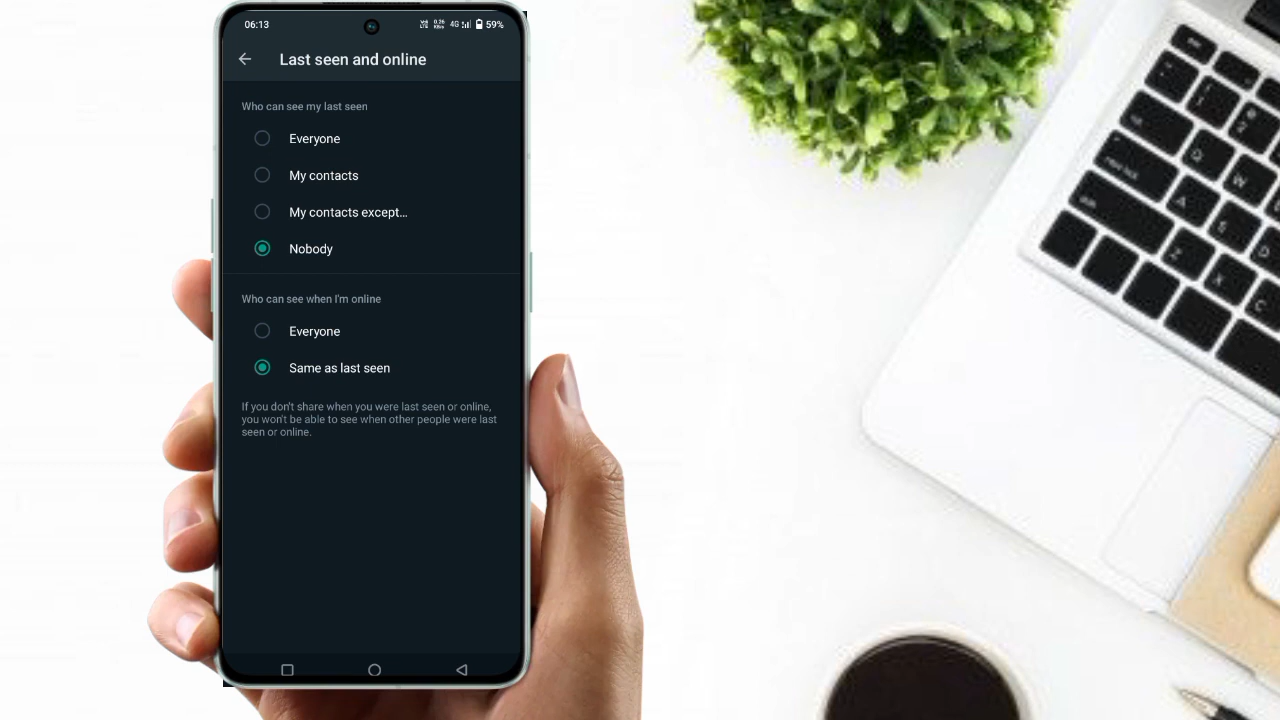 06:13 4G 59%
Last seen and online
Who can see my last seen
Everyone
My contacts
My contacts except...
Nobody
Who can see when I'm online
Everyone
Same as last seen
If you don't share when you were last seen or online,
you won't be able to see when other people were last
seen or online.
esc
Q W
A S D
Z X C